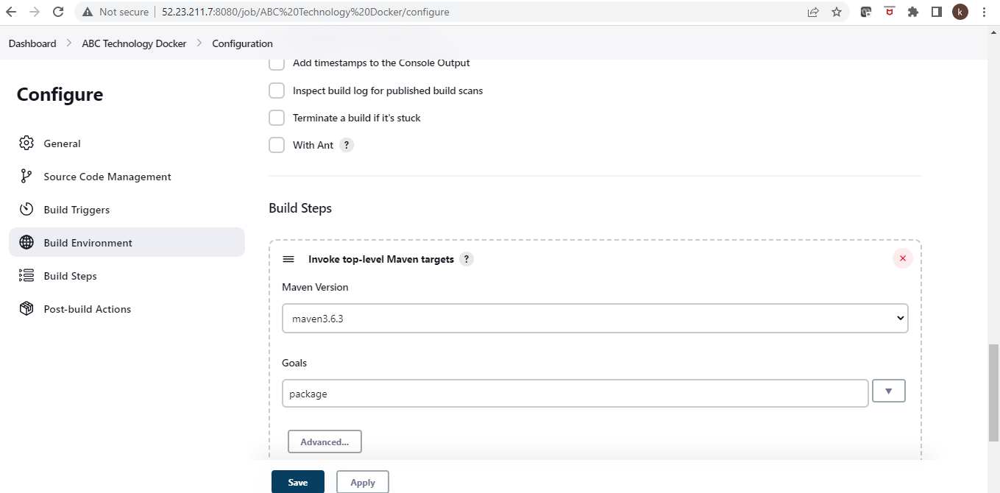 Not secure | 52.23.211.7:8080/job/ABC%20Technology%20Docker/configure
k
Dashboard > ABC Technology Docker > Configuration
Configure
General
Source Code Management
Build Triggers
Build Environment
Build Steps
Post-build Actions
Add timestamps to the Console Output
Inspect build log for published build scans
Terminate a build if it's stuck
With Ant ?
Build Steps
Invoke top-level Maven targets ?
Maven Version
maven3.6.3
Goals
package
Advanced...
Save Apply